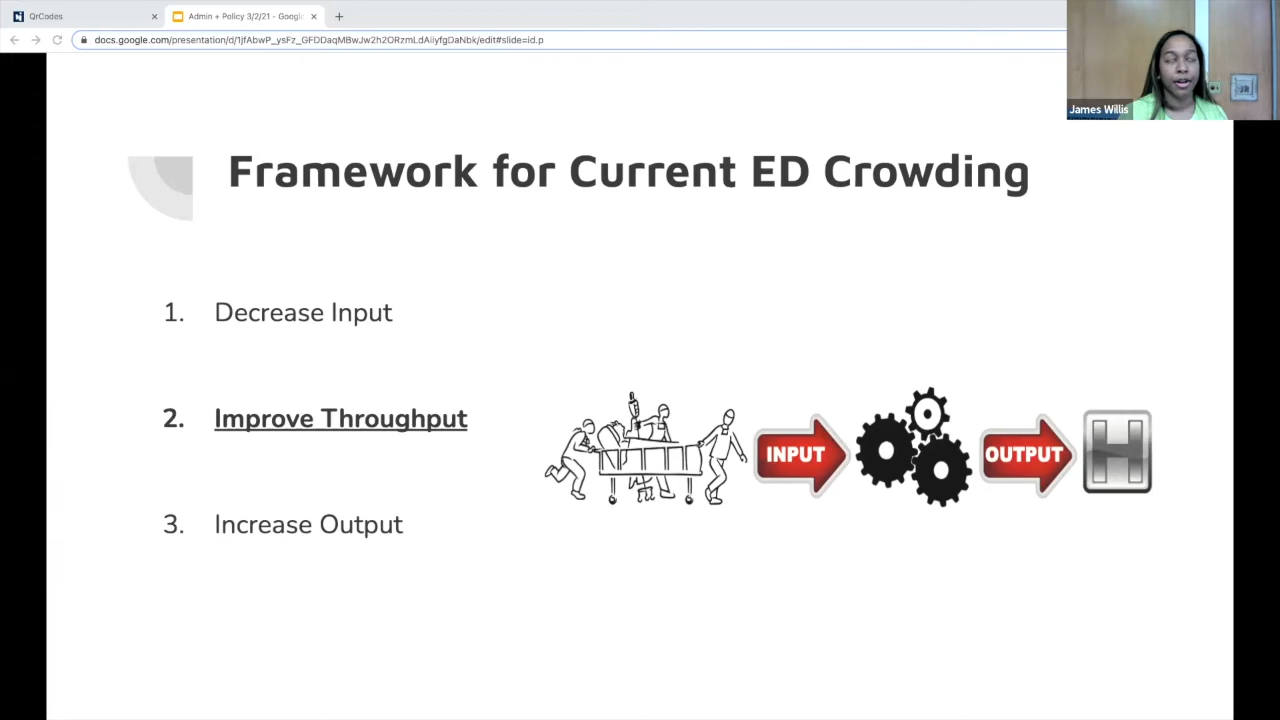 QrCodes
Admin + Policy 3/2/21 - Google
docs.google.com/presentation/d/1jfAbwP_ysFz_GFDDaqMBwJw2h2ORzmLdAiiyfgDaNbk/edit#slide=id.p
James Willis
Framework for Current ED Crowding
1. Decrease Input
2. Improve Throughput
INPUT
OUTPUT
H
3. Increase Output